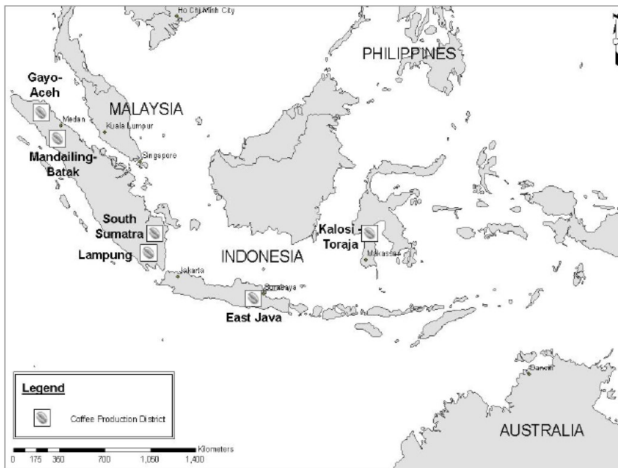 Ho Chi Minh City
PHILIPPINES
Gayo-
Aceh
MALAYSIA
Medan
Kuala Lumpur
Mandailing-
Batak
Singapore
South
Sumatra
Kalosi -
Toraja
Lampung
INDONESIA
Makassar
Jakarta
Surabaya
East Java
Legend
Coffee Production District
Darwin
AUSTRALIA
Kilometers
0 175 350 700 1,050 1,400